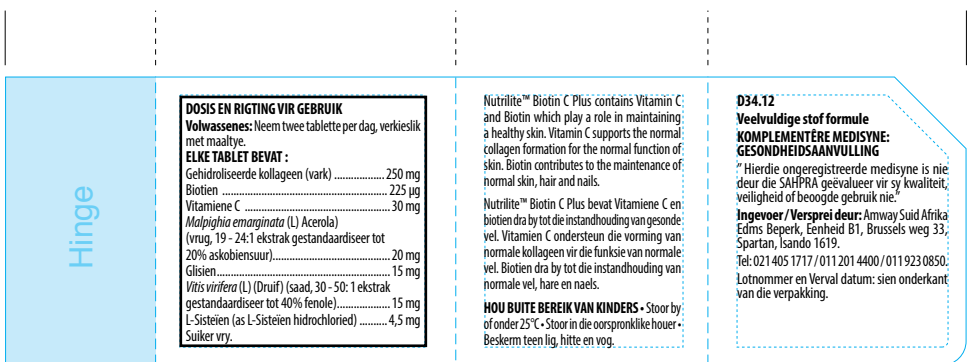 Hinge
DOSIS EN RIGTING VIR GEBRUIK
Volwassenes: Neem twee tablette per dag, verkieslik
met maaltye.
ELKE TABLET BEVAT :
Gehidroliseerde kollageen (vark) .................. 250 mg
Biotien ............................................... 225 µg
Vitamiene C ........................................ 30 mg
Malpighia emarginata (L) Acerola)
(vrug, 19 - 24:1 ekstrak gestandaardiseer tot
20% askobiensuur)................................... 20 mg
Glisien................................................. 15 mg
Vitis virifera (L) (Druif) (saad, 30 - 50: 1 ekstrak
gestandaardiseer tot 40% fenole).................. 15 mg
L-Sisteïen (as L-Sisteïen hidrochloried) .......... 4,5 mg
Suiker vry.
Nutrilite™ Biotin C Plus contains Vitamin C
and Biotin which play a role in maintaining
a healthy skin. Vitamin C supports the normal
collagen formation for the normal function of
skin. Biotin contributes to the maintenance of
normal skin, hair and nails.
Nutrilite™ Biotin C Plus bevat Vitamiene C en
biotien dra by tot die instandhouding van gesonde
vel. Vitamien C ondersteun die vorming van
normale kollageen vir die funksie van normale
vel. Biotien dra by tot die instandhouding van
normale vel, hare en naels.
HOU BUITE BEREIK VAN KINDERS • Stoor by
of onder 25°C • Stoor in die oorspronklike houer •
Beskerm teen lig, hitte en vog.
D34.12
Veelvuldige stof formule
KOMPLEMENTÊRE MEDISYNE:
GESONDHEIDSAANVULLING
" Hierdie ongeregistreerde medisyne is nie
deur die SAHPRA geëvalueer vir sy kwaliteit,
veiligheid of beoogde gebruik nie."
Ingevoer / Versprei deur: Amway Suid Afrika
Edms Beperk, Eenheid B1, Brussels weg 33,
Spartan, Isando 1619.
Tel: 021 405 1717 / 011 201 4400 / 011 923 0850.
Lotnommer en Verval datum: sien onderkant
van die verpakking.